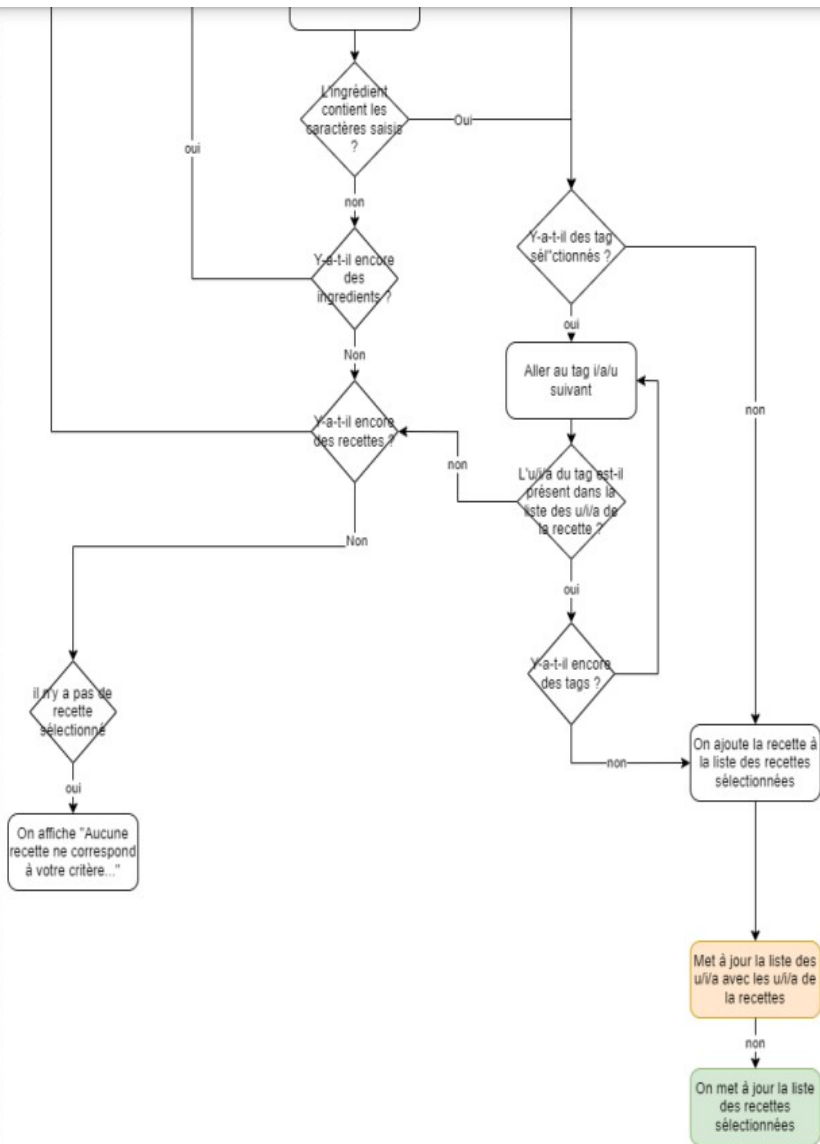 L'ingrédient
contient les
caractères saisis
?
Oui
oui
non
Y-a-t-il encore
des
ingredients ?
Y-a-t-il des tag
sél"ctionnés ?
oui
Non
Aller au tag i/a/u
suivant
non
Y-a-t-il encore
des recettes ?
non
L'u/i/a du tag est-il
présent dans la
liste des u/i/a de
la recette ?
Non
oui
Y-a-t-il encore
des tags ?
il n'y a pas de
recette
sélectionné
non
On ajoute la recette à
la liste des recettes
sélectionnées
oui
On affiche "Aucune
recette ne correspond
à votre critère..."
Met à jour la liste des
u/i/a avec les u/i/a de
la recettes
non
On met à jour la liste
des recettes
sélectionnées